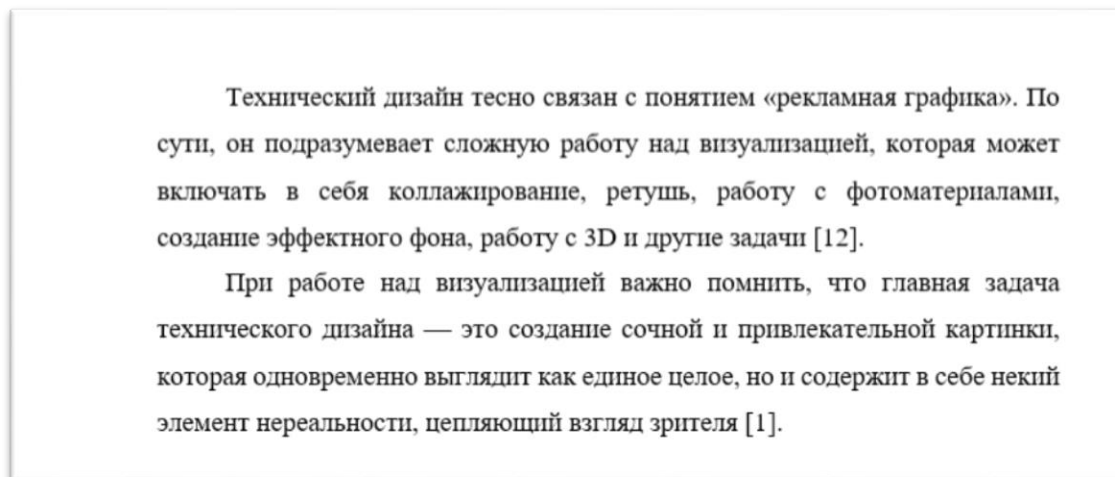 Технический дизайн тесно связан с понятием «рекламная графика». По
сути, он подразумевает сложную работу над визуализацией, которая может
включать в себя коллажирование, ретушь, работу с фотоматериалами,
создание эффектного фона, работу с 3D и другие задачи [12].
При работе над визуализацией важно помнить, что главная задача
технического дизайна — это создание сочной и привлекательной картинки,
которая одновременно выглядит как единое целое, но и содержит в себе некий
элемент нереальности, цепляющий взгляд зрителя [1].